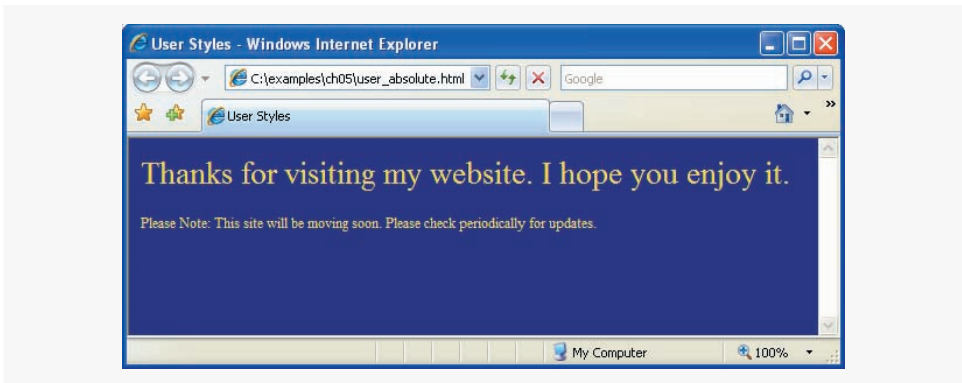 User Styles - Windows Internet Explorer
C:\examples\ch05\user_absolute.html
Google
User Styles
Thanks for visiting my website. I hope you enjoy it.
Please Note: This site will be moving soon. Please check periodically for updates.
My Computer
100%